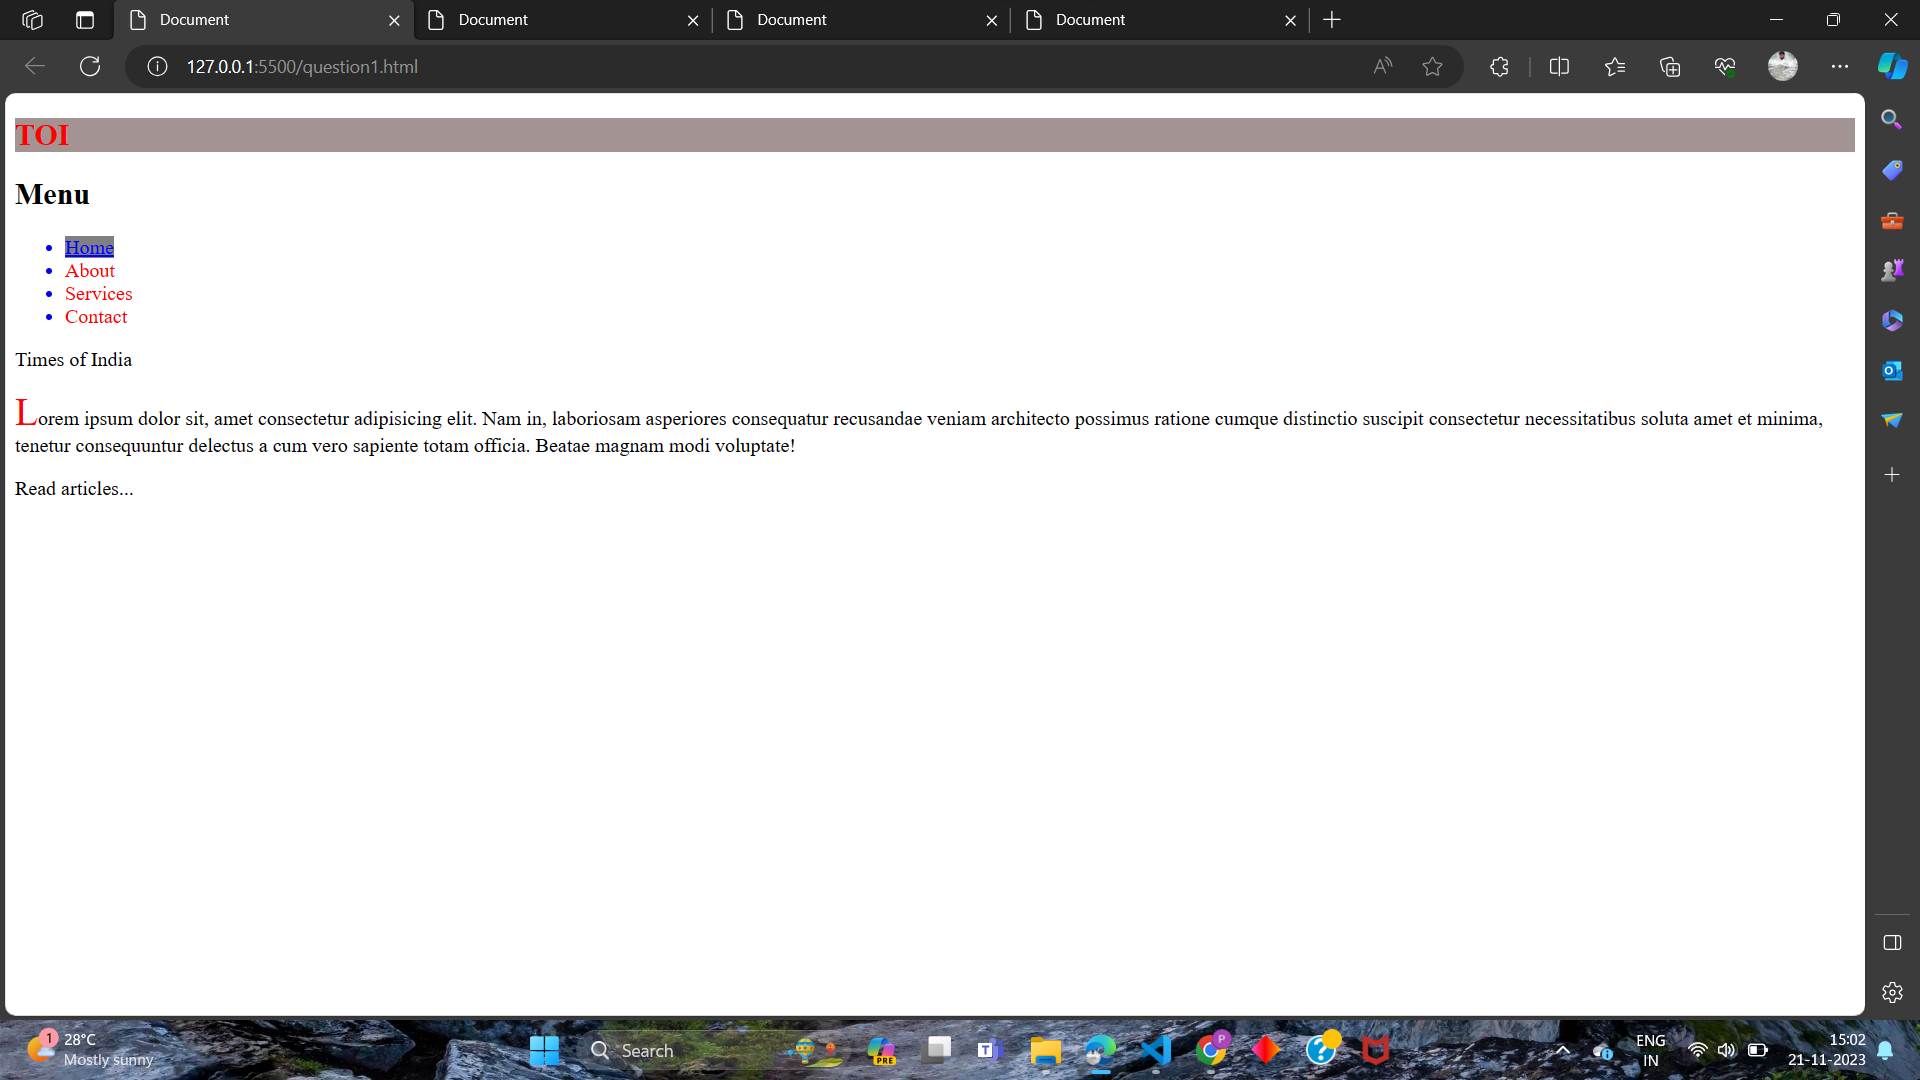 Document
Document
Document
Document
127.0.0.1:5500/question1.html
TOI
Menu
Home
About
Services
Contact
Times of India
Lorem ipsum dolor sit, amet consectetur adipisicing elit. Nam in, laboriosam asperiores consequatur recusandae veniam architecto possimus ratione cumque distinctio suscipit consectetur necessitatibus soluta amet et minima,
tenetur consequuntur delectus a cum vero sapiente totam officia. Beatae magnam modi voluptate!
Read articles...
1
28°C
Mostly sunny
Search
PRE
T
P
?
ENG
IN
15:02
21-11-2023